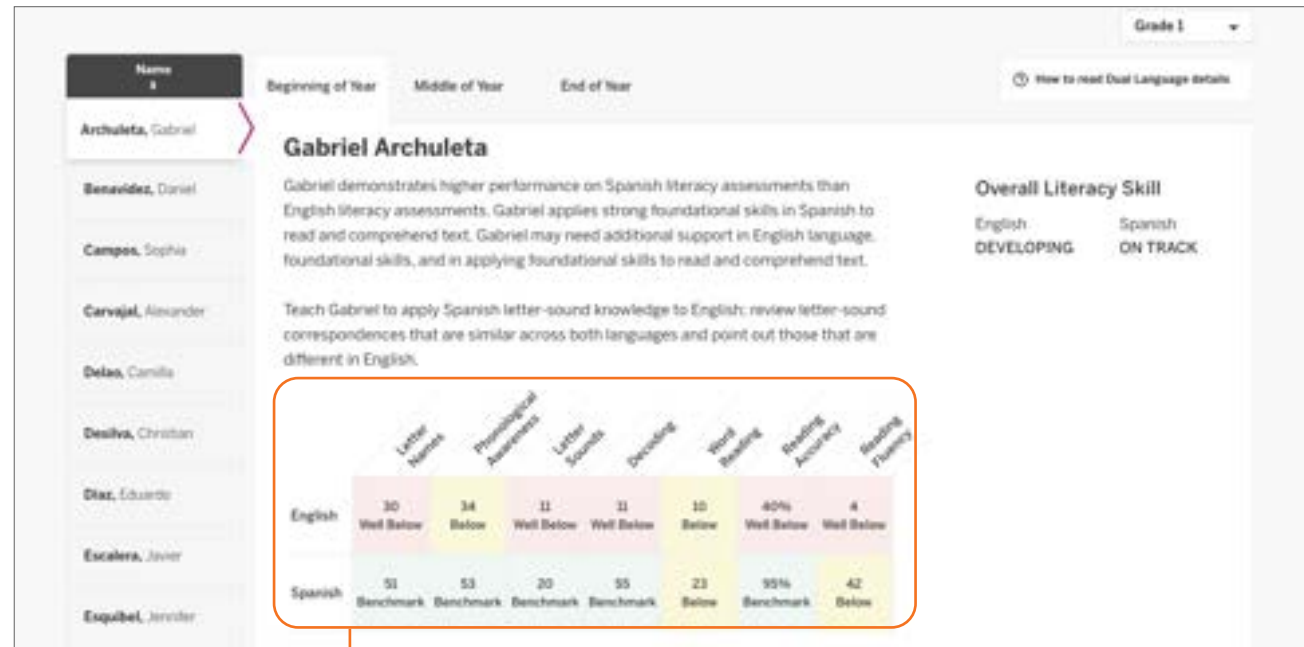 Grade 1
Name
Beginning of Year
Middle of Year
End of Year
How to read Dual Language details
Archuleta, Gabriel
Benavidez, Daniel
Campos, Sophia
Carvajal, Alexander
Delao, Camilla
Desilva, Christian
Diaz, Eduardo
Escalera, Javier
Esquibel, Jennifer
Gabriel Archuleta
Gabriel demonstrates higher performance on Spanish literacy assessments than
English literacy assessments. Gabriel applies strong foundational skills in Spanish to
read and comprehend text. Gabriel may need additional support in English language,
foundational skills, and in applying foundational skills to read and comprehend text.
Teach Gabriel to apply Spanish letter-sound knowledge to English; review letter-sound
correspondences that are similar across both languages and point out those that are
different in English.
Overall Literacy Skill
English Spanish
DEVELOPING ON TRACK
Letter
Names
Phonological
Awareness
Letter
Sounds
Decoding
Word
Reading
Reading
Accuracy
Reading
Fluency
English
30 34 11 11 10 40% 4
Well Below Below Well Below Well Below Below Well Below Well Below
Spanish
51 53 20 55 23 95% 42
Benchmark Benchmark Benchmark Benchmark Below Benchmark Below